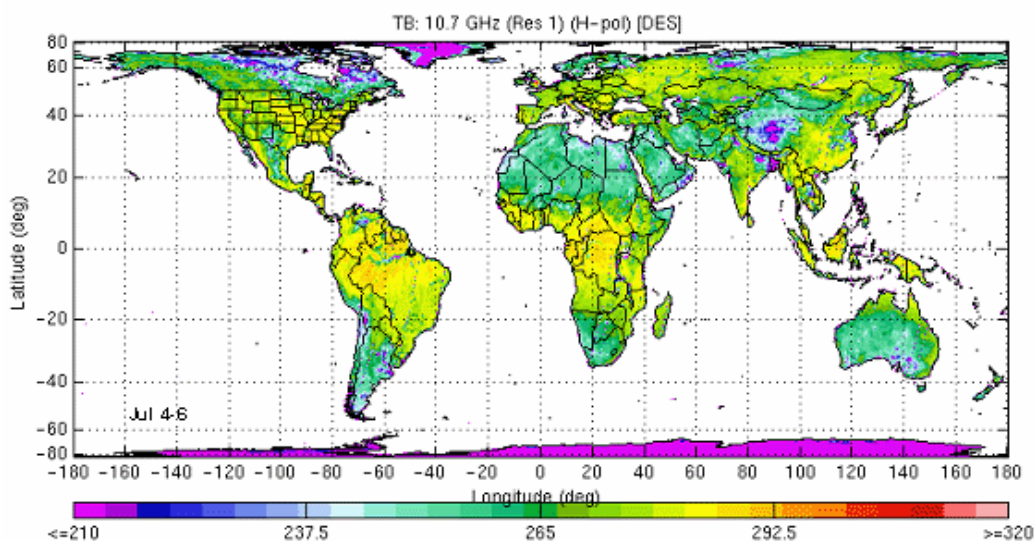 TB: 10.7 GHz (Res 1) (H-pol) [DES]
80
60
40
20
0
-20
-40
-60
-80
Latitude (deg)
Jul 4-6
-180 -160 -140 -120 -100 -80 -60 -40 -20 0 20 40 60 80 100 120 140 160 180
Longitude (deg)
<=210 237.5 265 292.5 >=320